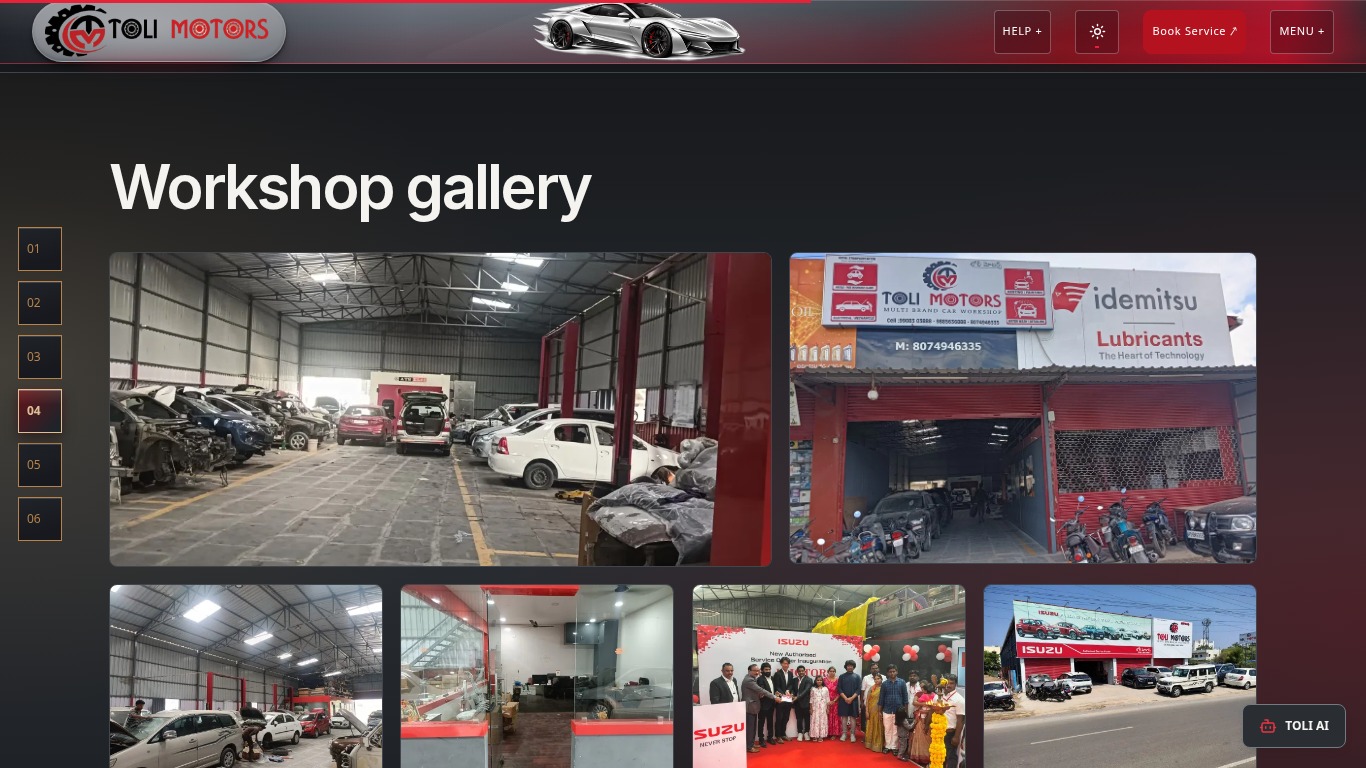 TOLI MOTORS
HELP +
Book Service ↗
MENU +
Workshop gallery
01
02
03
04
05
06
TOLI MOTORS
MULTI BRAND CAR WORKSHOP
M: 8074946335
idemitsu
Lubricants
The Heart of Technology
ISUZU
New Authorised
Service Center Inauguration
SUZU
NEVER STOP
ISUZU
TOLI MOTORS
ISUZU
TOLI AI